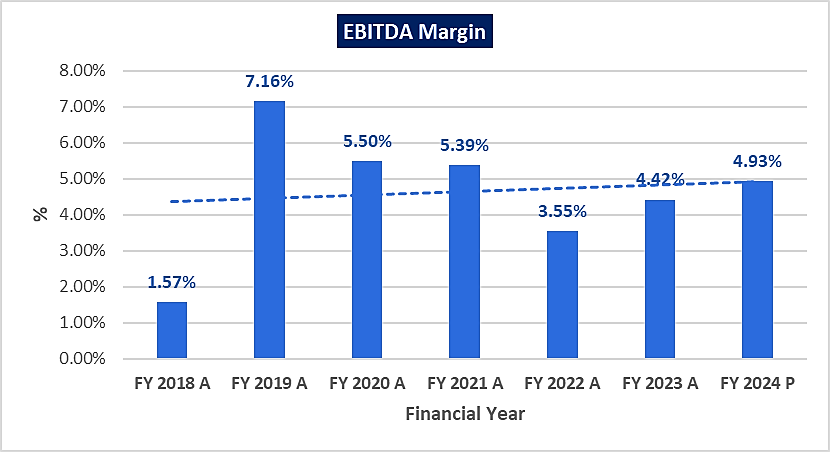 EBITDA Margin
8.00%
7.00%
6.00%
5.00%
4.00%
3.00%
2.00%
1.00%
0.00%
%
1.57%
7.16%
5.50%
5.39%
3.55%
4.42%
4.93%
FY 2018 A
FY 2019 A
FY 2020 A
FY 2021 A
FY 2022 A
FY 2023 A
FY 2024 P
Financial Year